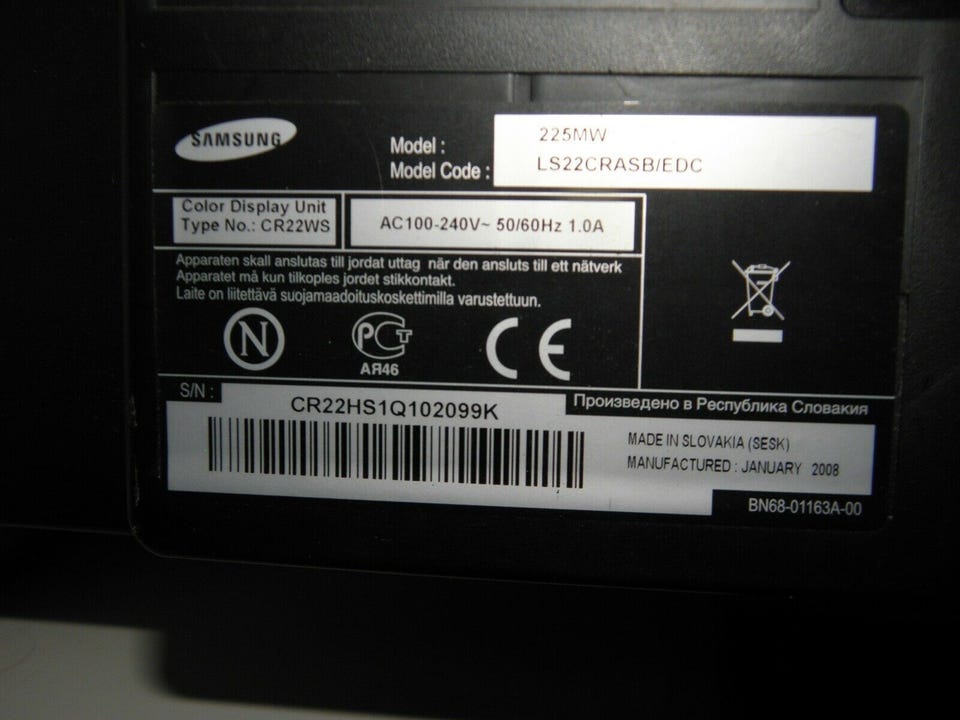 SAMSUNG
Model : 225MW
Model Code : LS22CRASB/EDC
Color Display Unit
Type No.: CR22WS
AC100-240V~ 50/60Hz 1.0A
Apparaten skall anslutas till jordat uttag när den ansluts till ett nätverk
Apparatet må kun tilkoples jordet stikkontakt.
Laite on liitettävä suojamaadoituskoskettimilla varustettuun.
N
РСТ
АЯ46
CE
S/N :
CR22HS1Q102099K
Произведено в Республика Словакия
MADE IN SLOVAKIA (SESK)
MANUFACTURED : JANUARY 2008
BN68-01163A-00